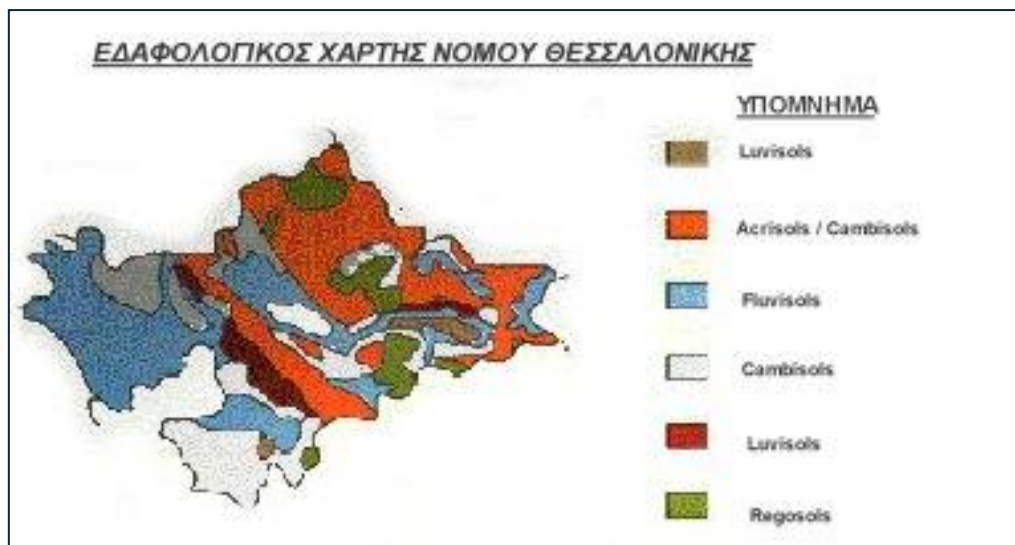 ΕΔΑΦΟΛΟΓΙΚΟΣ ΧΑΡΤΗΣ ΝΟΜΟΥ ΘΕΣΣΑΛΟΝΙΚΗΣ
ΥΠΟΜΝΗΜΑ
Luvisols
Acrisols / Cambisols
Fluvisols
Cambisols
Luvisols
Regosols